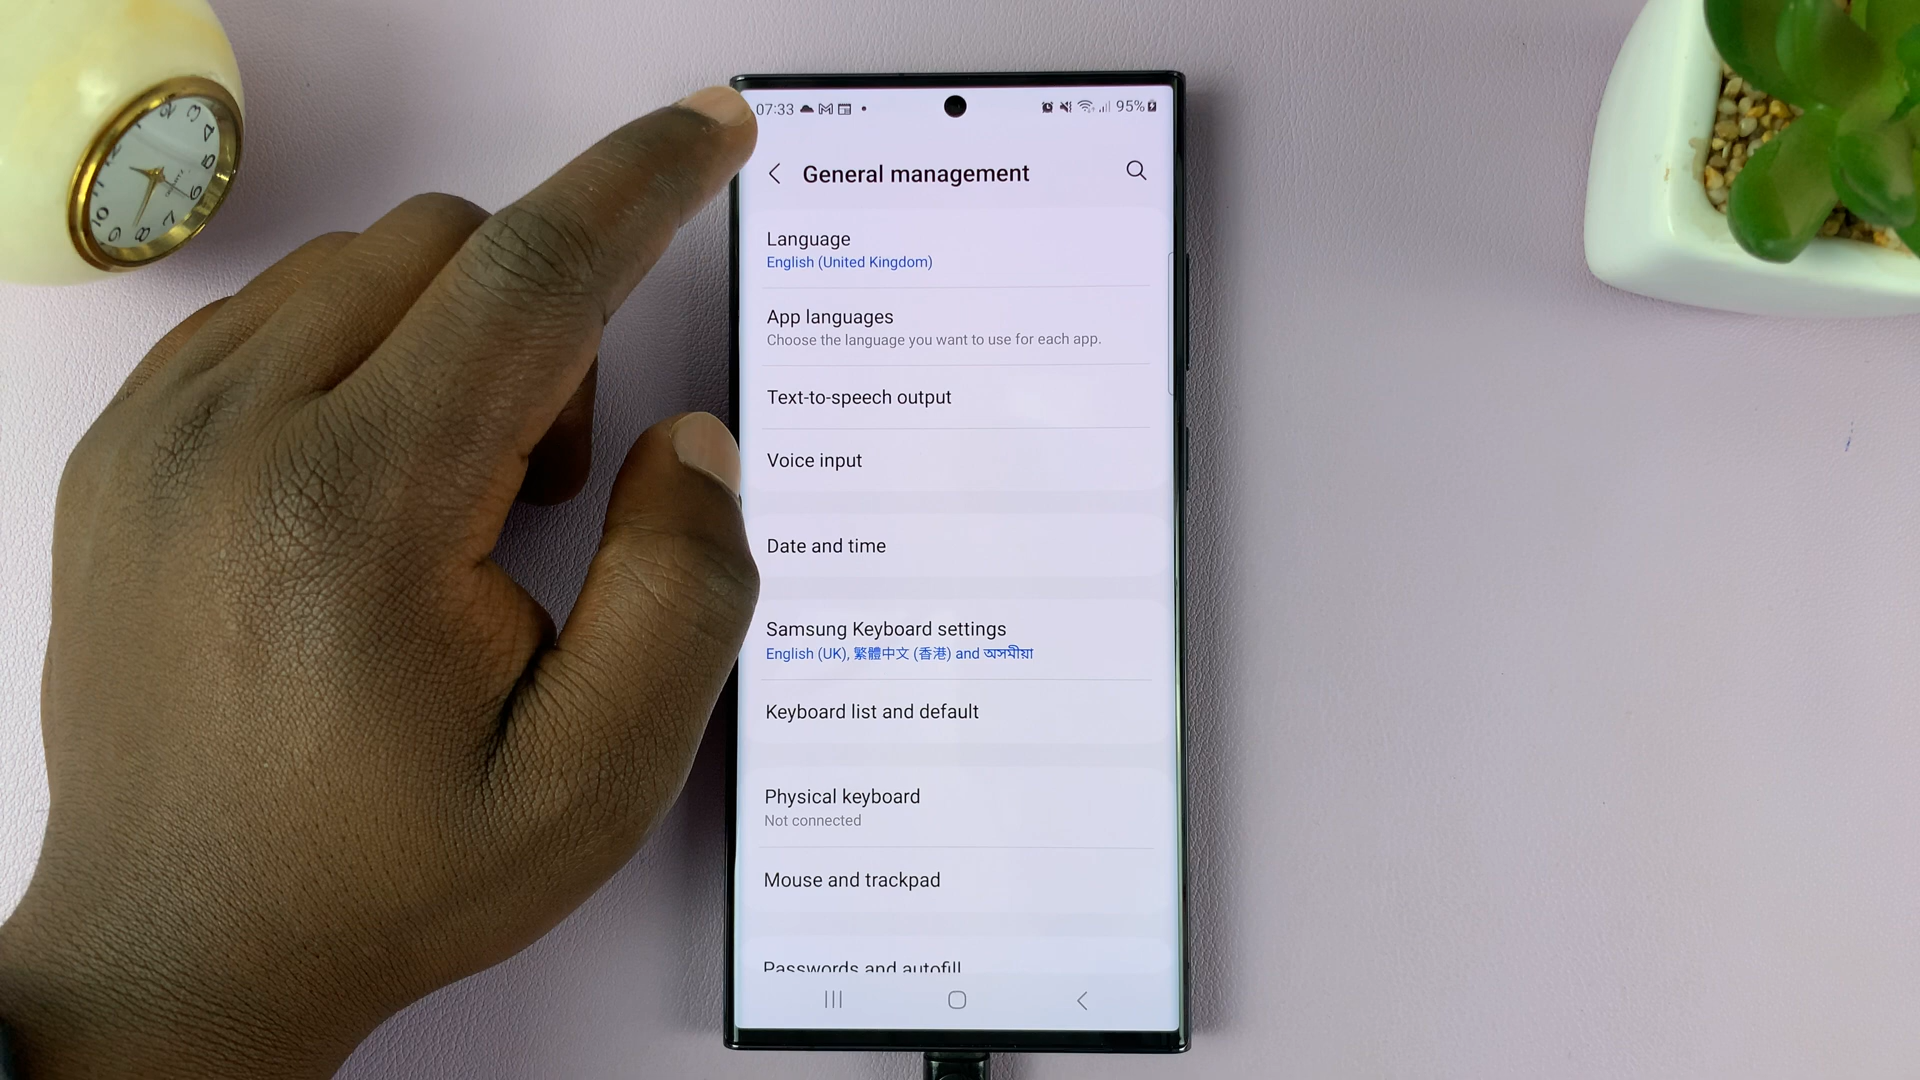 07:33 95%
General management
Language
English (United Kingdom)
App languages
Choose the language you want to use for each app.
Text-to-speech output
Voice input
Date and time
Samsung Keyboard settings
English (UK), 繁體中文 (香港) and অসমীয়া
Keyboard list and default
Physical keyboard
Not connected
Mouse and trackpad
Passwords and autofill